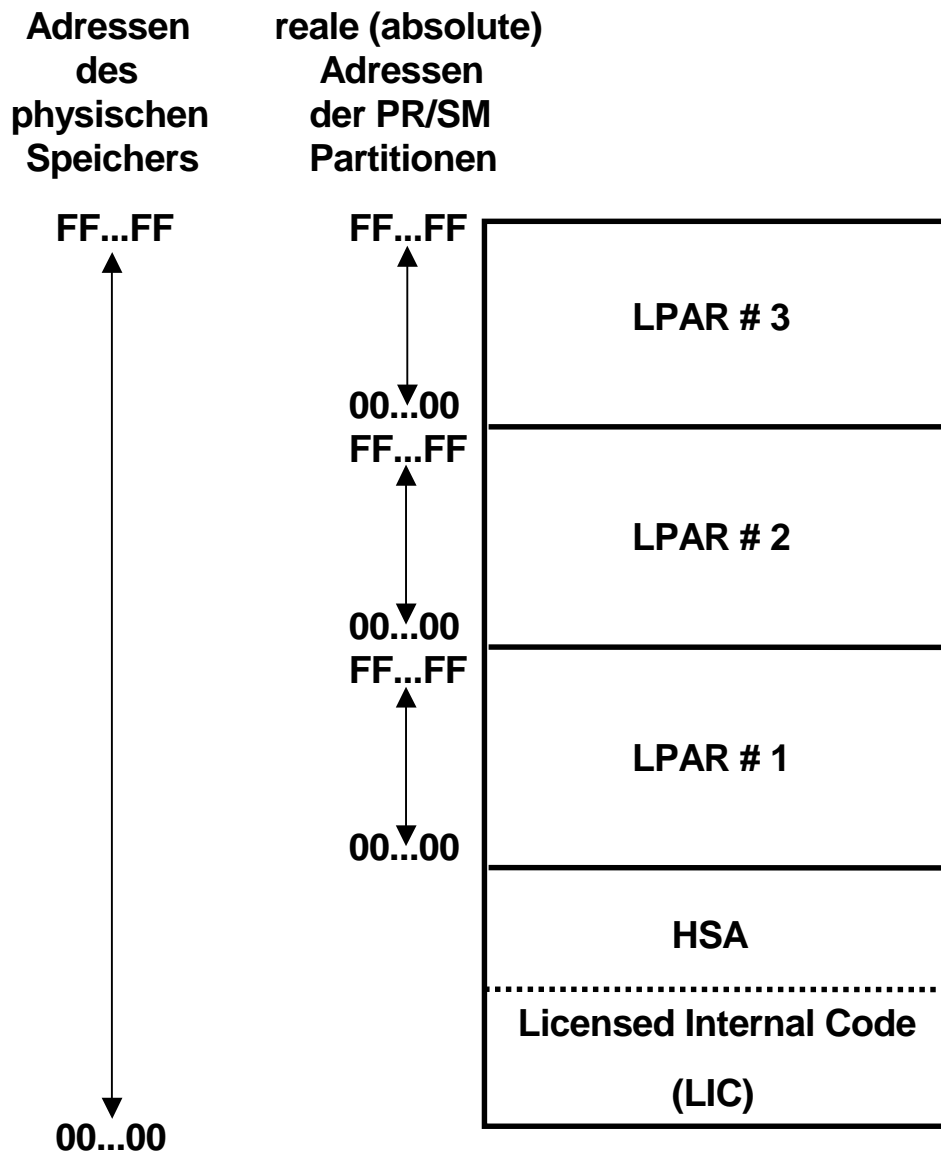 Adressen
des
physischen
Speichers
reale (absolute)
Adressen
der PR/SM
Partitionen
FF...FF
FF...FF
LPAR # 3
00...00
FF...FF
LPAR # 2
00...00
FF...FF
LPAR # 1
00...00
HSA
Licensed Internal Code
(LIC)
00...00